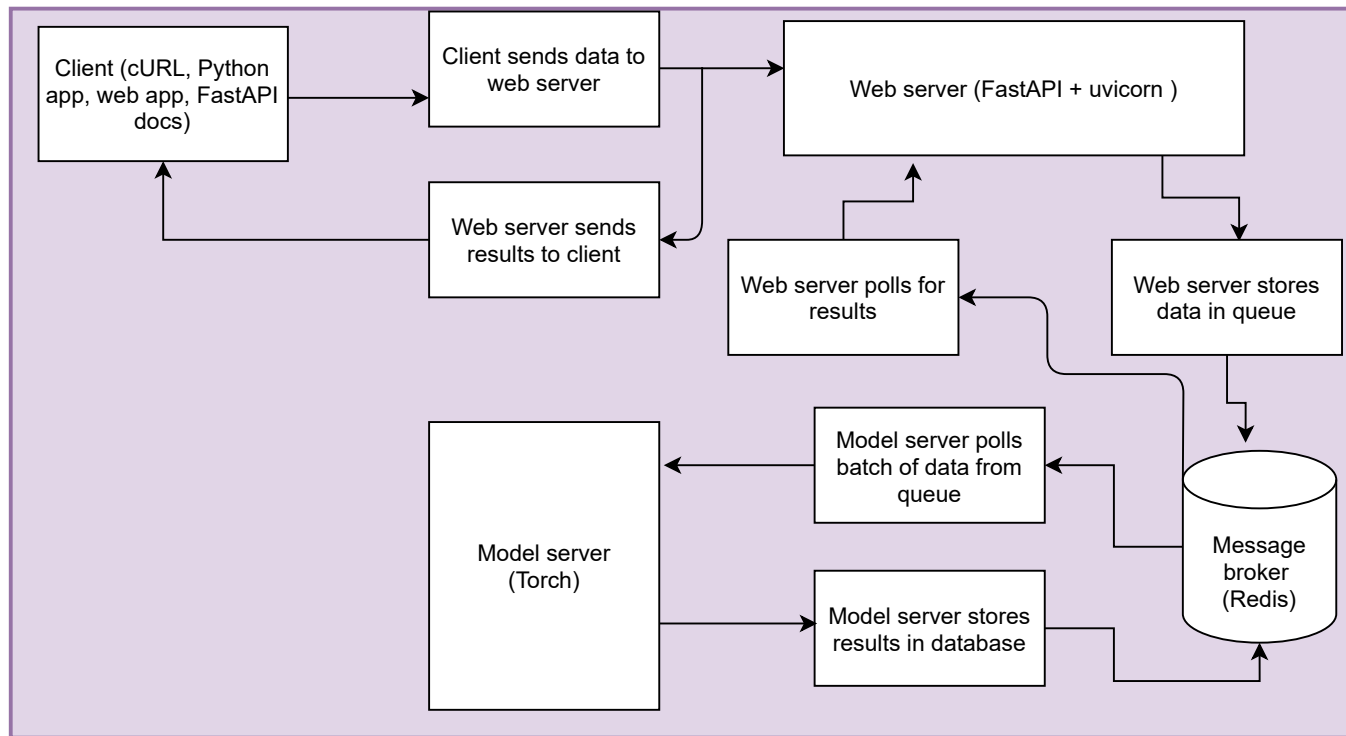 Client (cURL, Python
app, web app, FastAPI
docs)
Client sends data to
web server
Web server (FastAPI + uvicorn )
Web server sends
results to client
Web server polls for
results
Web server stores
data in queue
Model server polls
batch of data from
queue
Model server
(Torch)
Message
broker
(Redis)
Model server stores
results in database